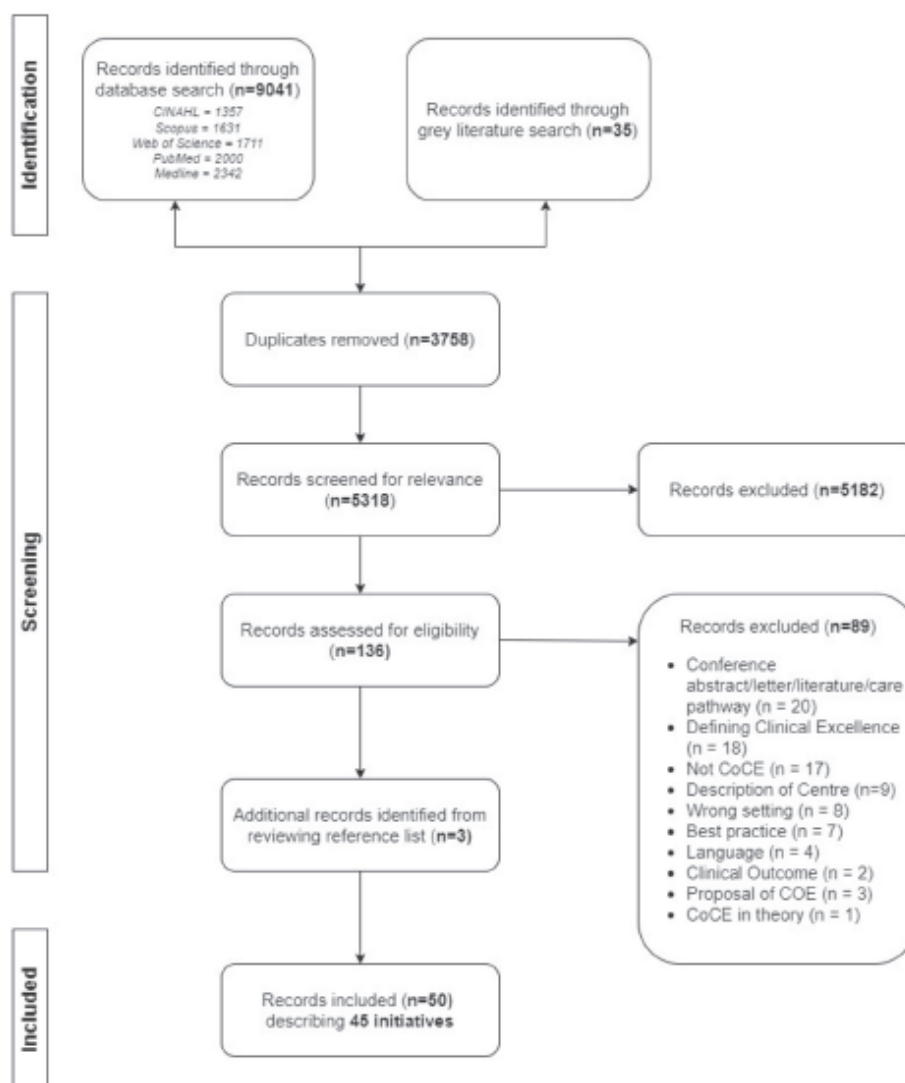 Identification
Records identified through
database search (n=9041)
CINAHL = 1357
Scopus = 1631
Web of Science = 1711
PubMed = 2000
Medline = 2342
Records identified through
grey literature search (n=35)
Screening
Duplicates removed (n=3758)
Records screened for relevance
(n=5318)
Records excluded (n=5182)
Records assessed for eligibility
(n=136)
Records excluded (n=89)
• Conference
abstract/letter/literature/care
pathway (n = 20)
• Defining Clinical Excellence
(n = 18)
• Not CoCE (n = 17)
• Description of Centre (n=9)
• Wrong setting (n = 8)
• Best practice (n = 7)
• Language (n = 4)
• Clinical Outcome (n = 2)
• Proposal of COE (n = 3)
• CoCE in theory (n = 1)
Additional records identified from
reviewing reference list (n=3)
Included
Records included (n=50)
describing 45 initiatives